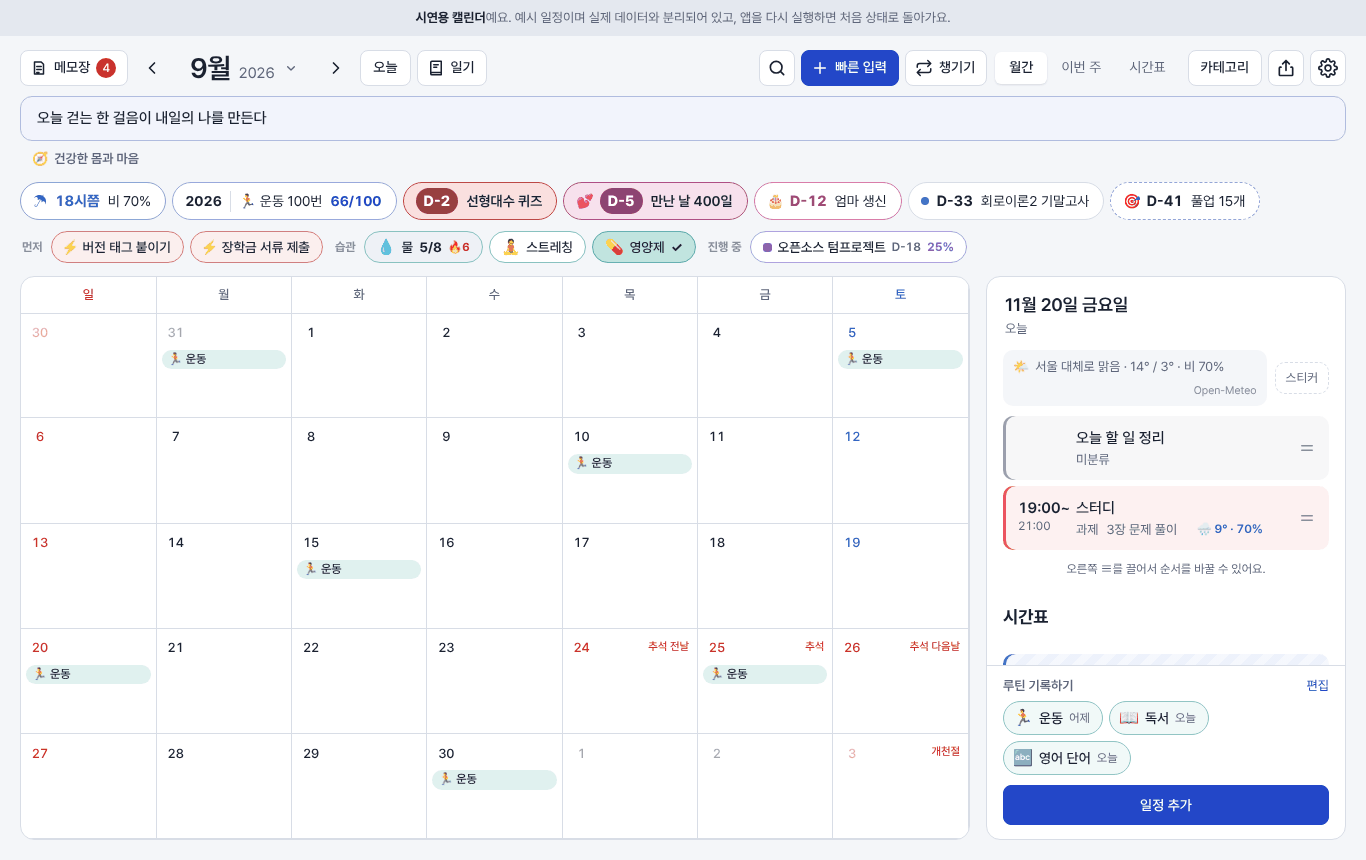 시연용 캘린더예요. 예시 일정이며 실제 데이터와 분리되어 있고, 앱을 다시 실행하면 처음 상태로 돌아가요.
메모장 4 9월 2026 오늘 일기 빠른 입력 챙기기 월간 이번 주 시간표 카테고리
오늘 걷는 한 걸음이 내일의 나를 만든다
건강한 몸과 마음
18시쯤 비 70% 2026 운동 100번 66/100 D-2 선형대수 퀴즈 D-5 만난 날 400일 D-12 엄마 생신 D-33 회로이론2 기말고사 D-41 풀업 15개
먼저 버전 태그 붙이기 장학금 서류 제출 습관 물 5/8 6 스트레칭 영양제 진행 중 오픈소스 텀프로젝트 D-18 25%
일 월 화 수 목 금 토
30 31 1 2 3 4 5
운동 운동
6 7 8 9 10 11 12
운동
13 14 15 16 17 18 19
운동
20 21 22 23 24 추석 전날 25 추석 26 추석 다음날
운동 운동
27 28 29 30 1 2 3 개천절
운동
11월 20일 금요일
오늘
서울 대체로 맑음 · 14° / 3° · 비 70%
Open-Meteo
스티커
오늘 할 일 정리
미분류
19:00~ 스터디
21:00 과제 3장 문제 풀이 9° · 70%
오른쪽 ≡를 끌어서 순서를 바꿀 수 있어요.
시간표
루틴 기록하기 편집
운동 어제 독서 오늘
abc 영어 단어 오늘
일정 추가